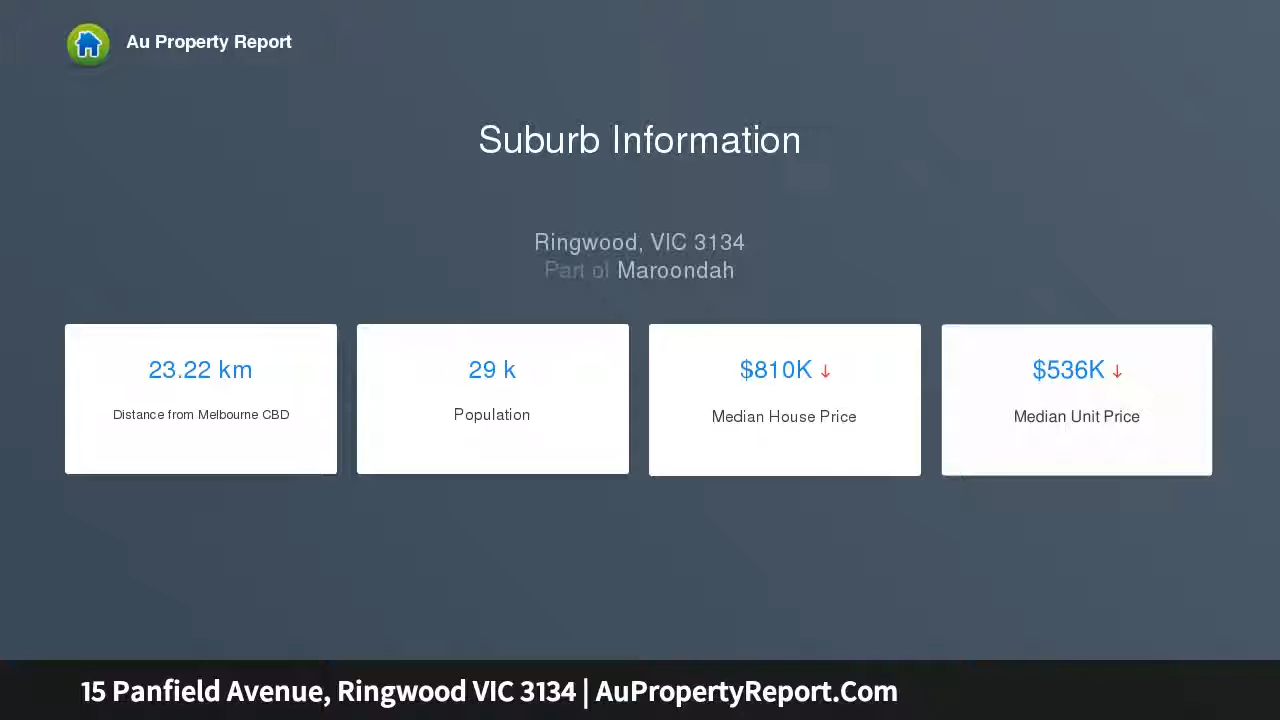 Au Property Report
Suburb Information
Ringwood, VIC 3134
Part of Maroondah
23.22 km
Distance from Melbourne CBD
29 k
Population
$810K ↓
Median House Price
$536K ↓
Median Unit Price
15 Panfield Avenue, Ringwood VIC 3134 | AuPropertyReport.Com